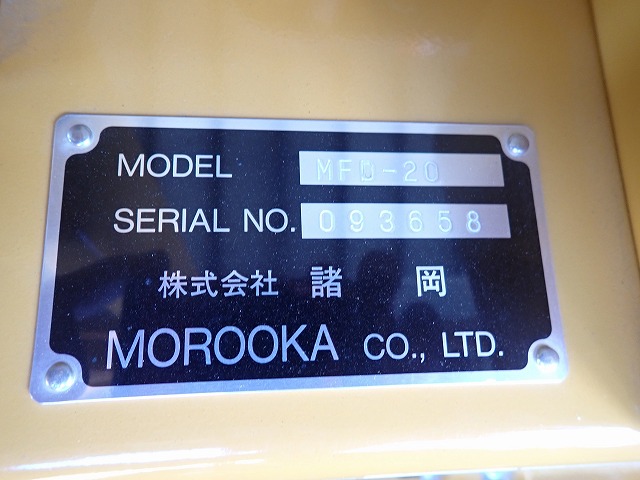 MODEL MFD-20
SERIAL NO. 093658
株式会社 諸 岡
MOROOKA CO., LTD.